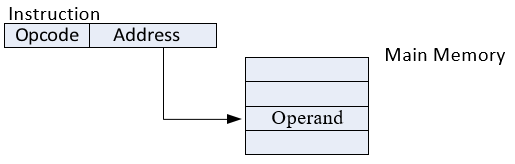 Instruction
Opcode Address
Main Memory
Operand